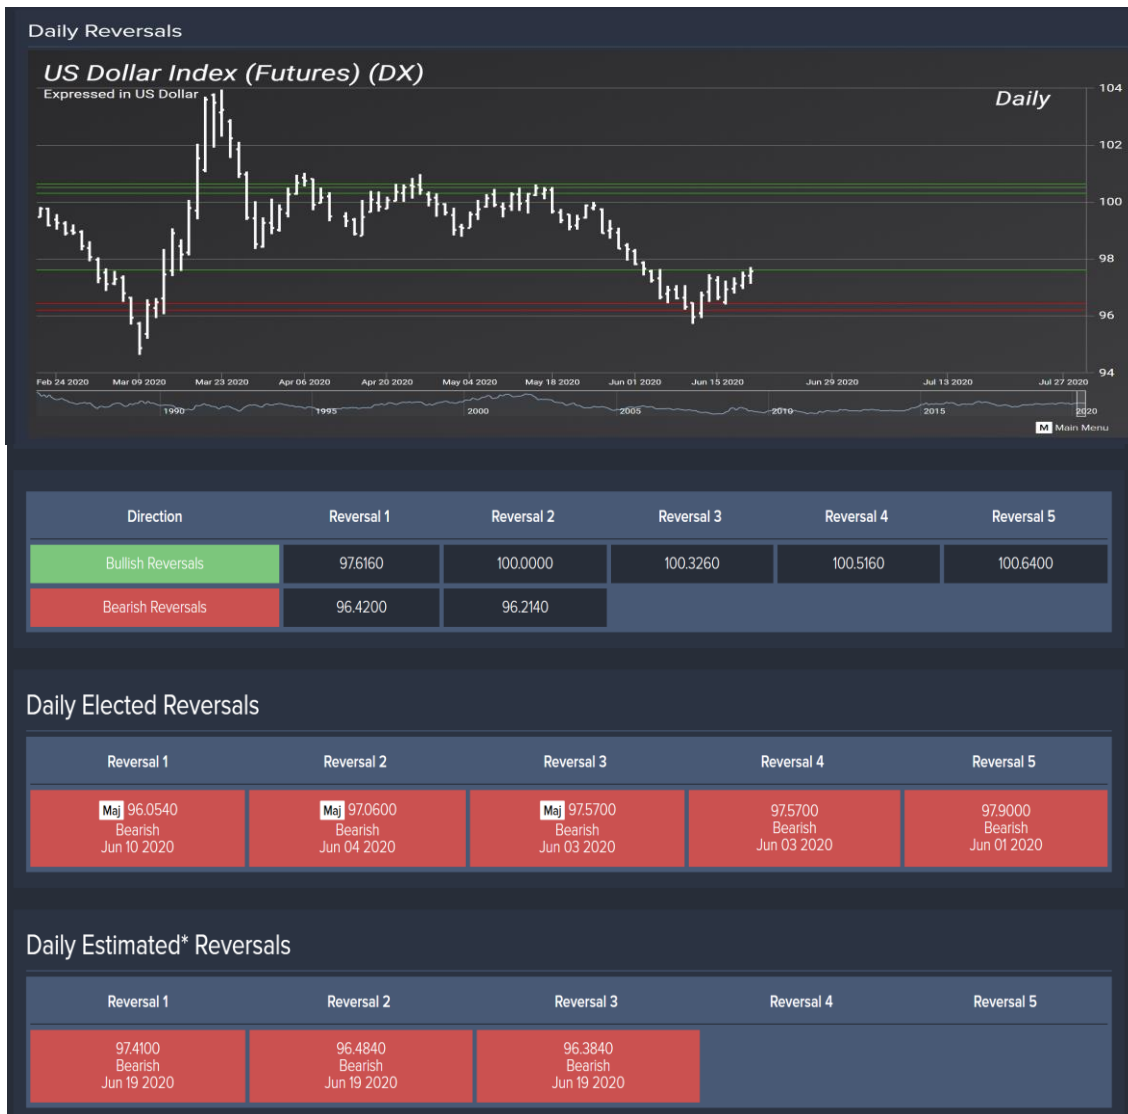 Daily Reversals
US Dollar Index (Futures) (DX)
Expressed in US Dollar
Daily
104
102
100
98
96
94
Feb 24 2020 Mar 09 2020 Mar 23 2020 Apr 06 2020 Apr 20 2020 May 04 2020 May 18 2020 Jun 01 2020 Jun 15 2020 Jun 29 2020 Jul 13 2020 Jul 27 2020
1990 1995 2000 2005 2010 2015 2020
M Main Menu
Direction Reversal 1 Reversal 2 Reversal 3 Reversal 4 Reversal 5
Bullish Reversals 97.6160 100.0000 100.3260 100.5160 100.6400
Bearish Reversals 96.4200 96.2140
Daily Elected Reversals
Reversal 1 Reversal 2 Reversal 3 Reversal 4 Reversal 5
Maj 96.0540 Maj 97.0600 Maj 97.5700 97.5700 97.9000
Bearish Bearish Bearish Bearish Bearish
Jun 10 2020 Jun 04 2020 Jun 03 2020 Jun 03 2020 Jun 01 2020
Daily Estimated* Reversals
Reversal 1 Reversal 2 Reversal 3 Reversal 4 Reversal 5
97.4100 96.4840 96.3840
Bearish Bearish Bearish
Jun 19 2020 Jun 19 2020 Jun 19 2020